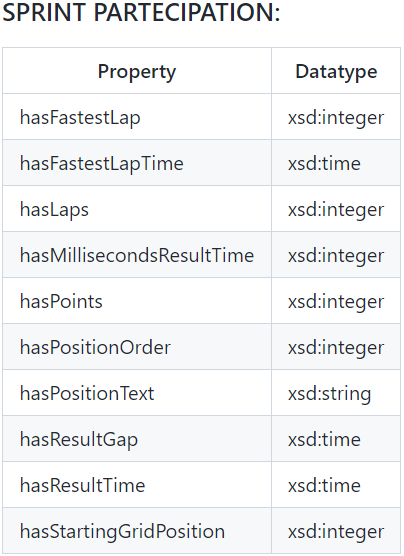 SPRINT PARTECIPATION:
Property Datatype
hasFastestLap xsd:integer
hasFastestLapTime xsd:time
hasLaps xsd:integer
hasMillisecondsResultTime xsd:integer
hasPoints xsd:integer
hasPositionOrder xsd:integer
hasPositionText xsd:string
hasResultGap xsd:time
hasResultTime xsd:time
hasStartingGridPosition xsd:integer